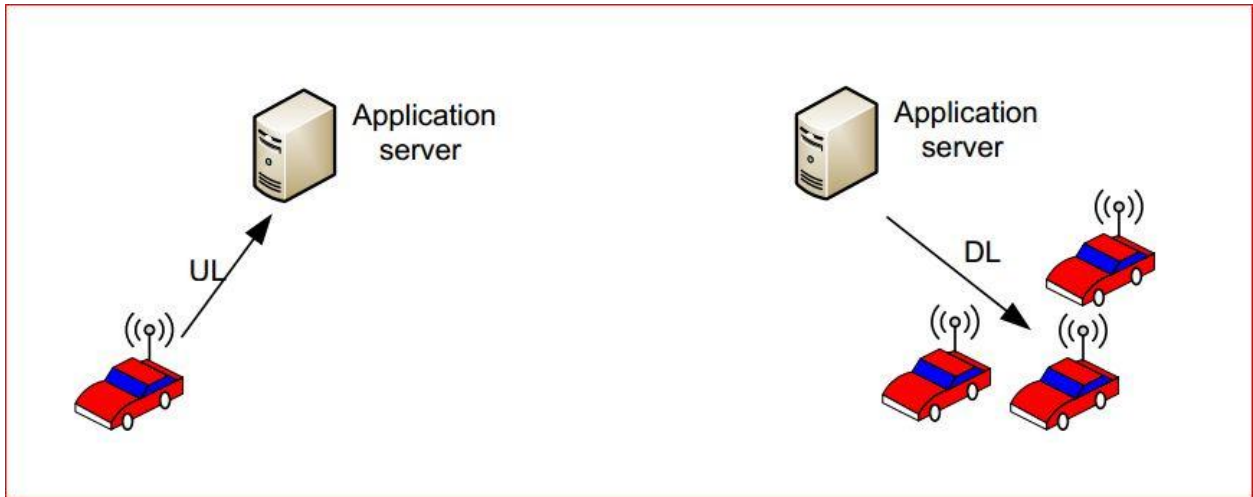 Application
server
UL
Application
server
DL